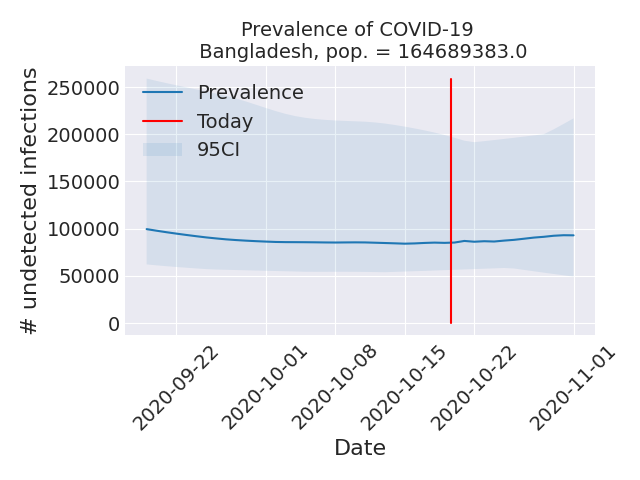 Prevalence of COVID-19
Bangladesh, pop. = 164689383.0
# undetected infections
250000
200000
150000
100000
50000
0
Prevalence
Today
95CI
2020-09-22
2020-10-01
2020-10-08
2020-10-15
2020-10-22
2020-11-01
Date